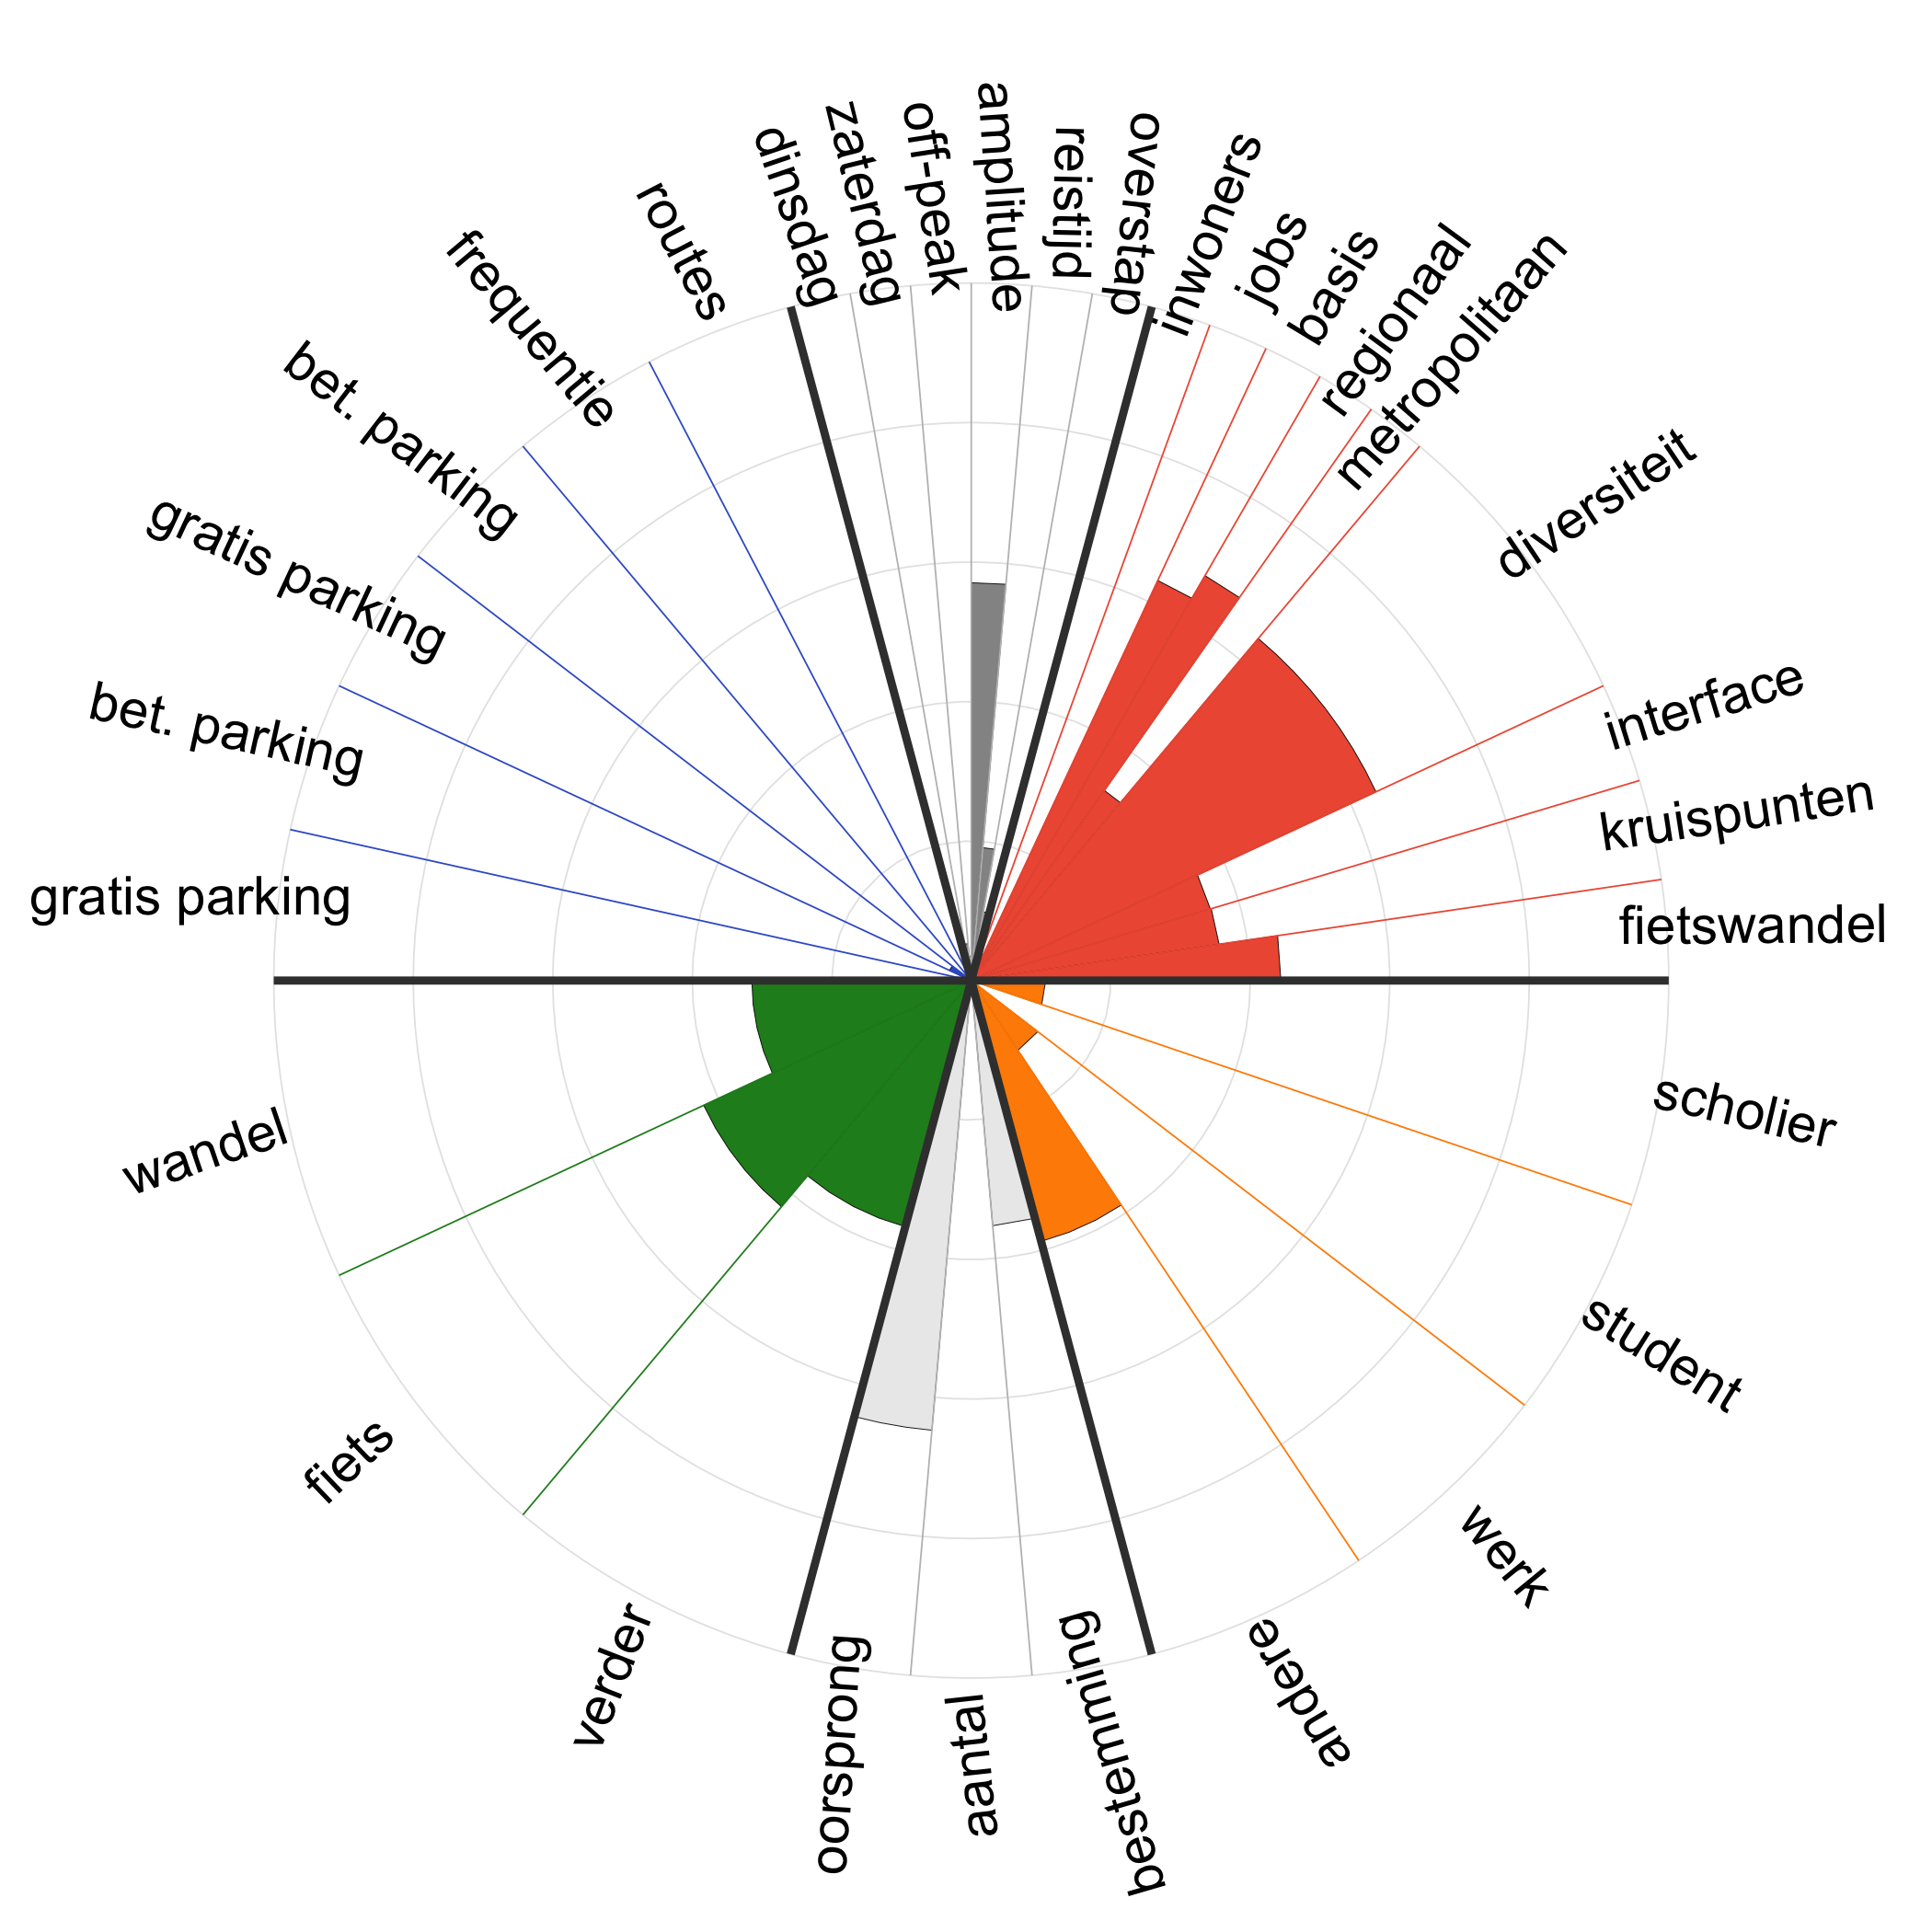 dinsdag
zaterdag
off-peak
amplitude
reistijd
overstap
inwoners
jobs
basis
regionaal
metropolitaan
diversiteit
interface
kruispunten
fietswandel
scholier
student
werk
andere
bestemming
aantal
oorsprong
verder
fiets
wandel
gratis parking
bet. parking
gratis parking
bet. parking
frequentie
routes